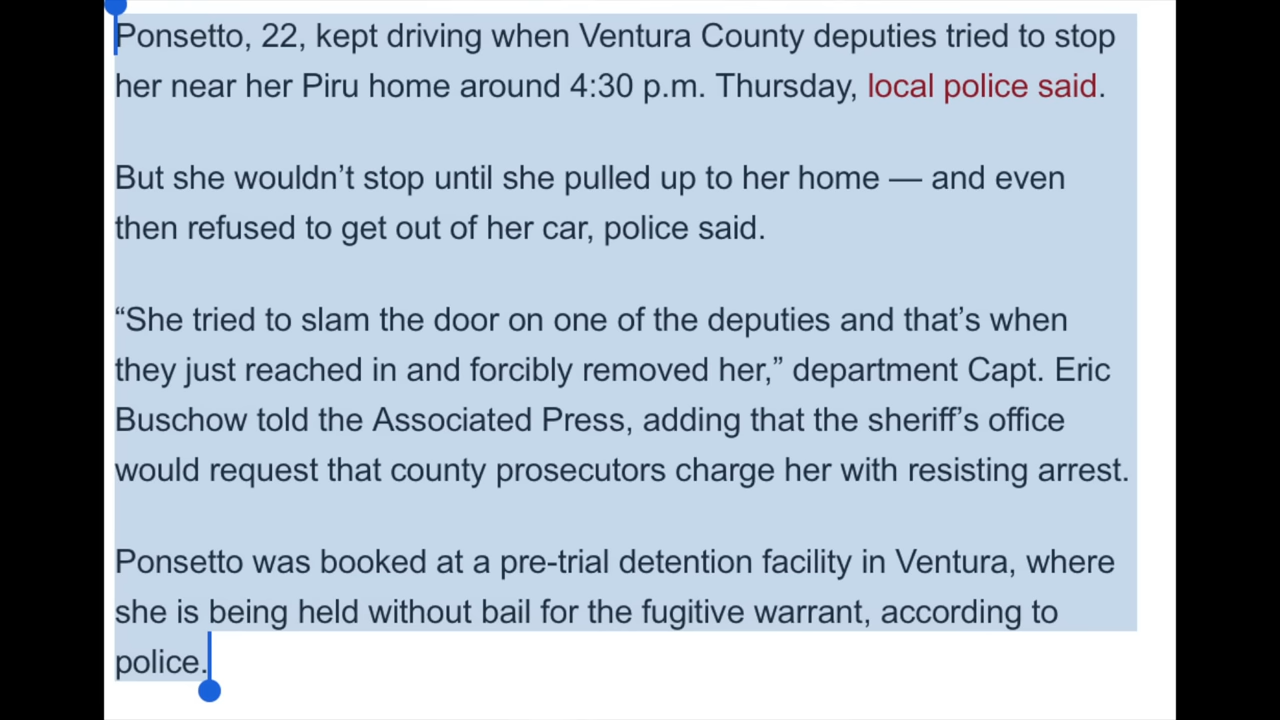 Ponsetto, 22, kept driving when Ventura County deputies tried to stop
her near her Piru home around 4:30 p.m. Thursday, local police said.
But she wouldn’t stop until she pulled up to her home — and even
then refused to get out of her car, police said.
“She tried to slam the door on one of the deputies and that’s when
they just reached in and forcibly removed her,” department Capt. Eric
Buschow told the Associated Press, adding that the sheriff’s office
would request that county prosecutors charge her with resisting arrest.
Ponsetto was booked at a pre-trial detention facility in Ventura, where
she is being held without bail for the fugitive warrant, according to
police.